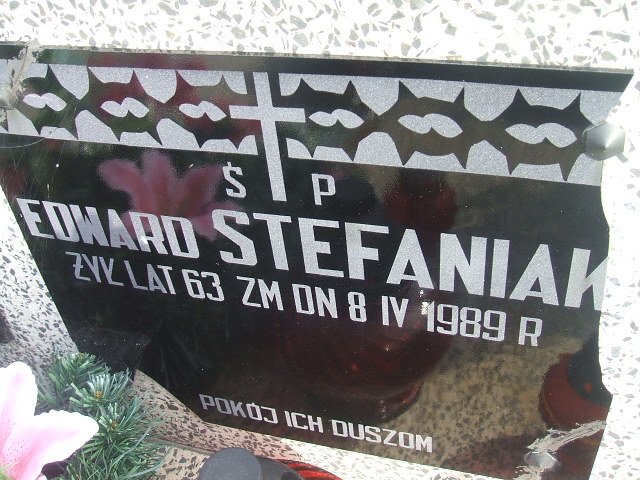 Ś P
EDWARD STEFANIAK
ŻYŁ LAT 63 ZM DN 8 IV 1989 R
POKÓJ ICH DUSZOM